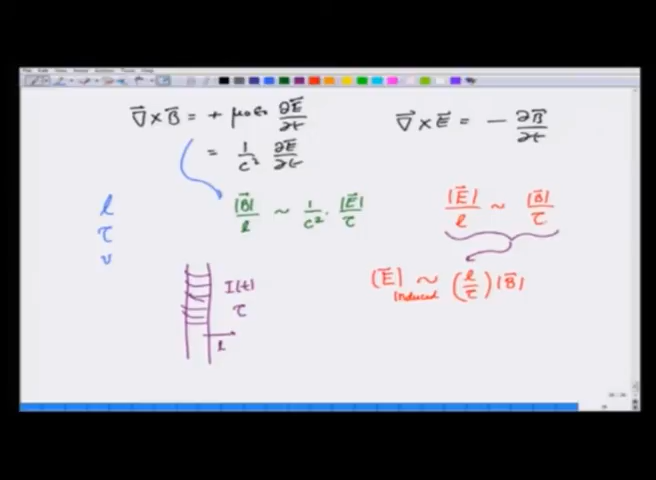 ∇⃗ × B⃗ = + μ₀ε₀ ∂E⃗/∂t
= 1/c² ∂E⃗/∂t
∇⃗ × E⃗ = − ∂B⃗/∂t
l
τ
v
|B⃗|/l ~ 1/c² · |E⃗|/τ
|E⃗|/l ~ |B⃗|/τ
|E⃗|induced ~ (l/τ) |B⃗|
I(t)
τ
l